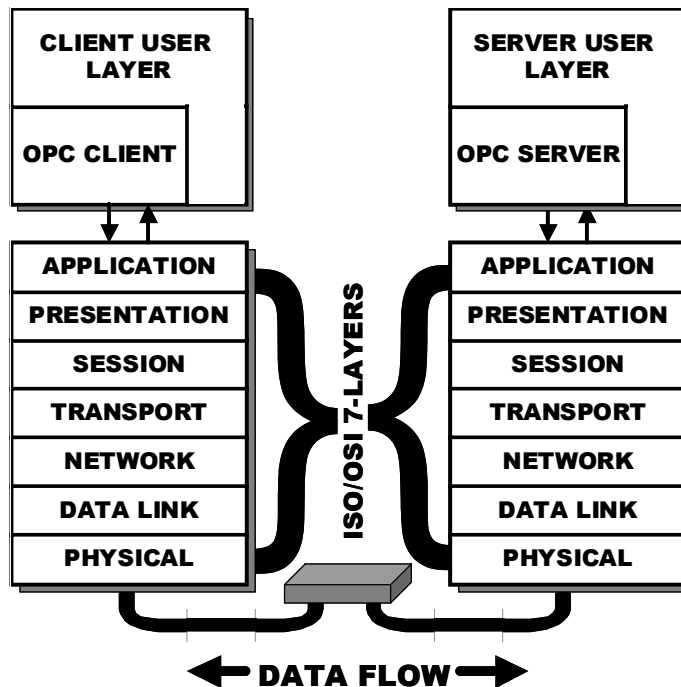 CLIENT USER
LAYER
OPC CLIENT
APPLICATION
PRESENTATION
SESSION
TRANSPORT
NETWORK
DATA LINK
PHYSICAL
ISO/OSI 7-LAYERS
SERVER USER
LAYER
OPC SERVER
APPLICATION
PRESENTATION
SESSION
TRANSPORT
NETWORK
DATA LINK
PHYSICAL
DATA FLOW